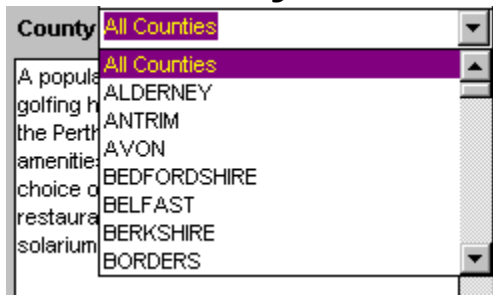 County All Counties
All Counties
A popula
ALDERNEY
golfing h
ANTRIM
the Perth
AVON
amenitie
BEDFORDSHIRE
choice o
BELFAST
restaura
BERKSHIRE
solarium
BORDERS